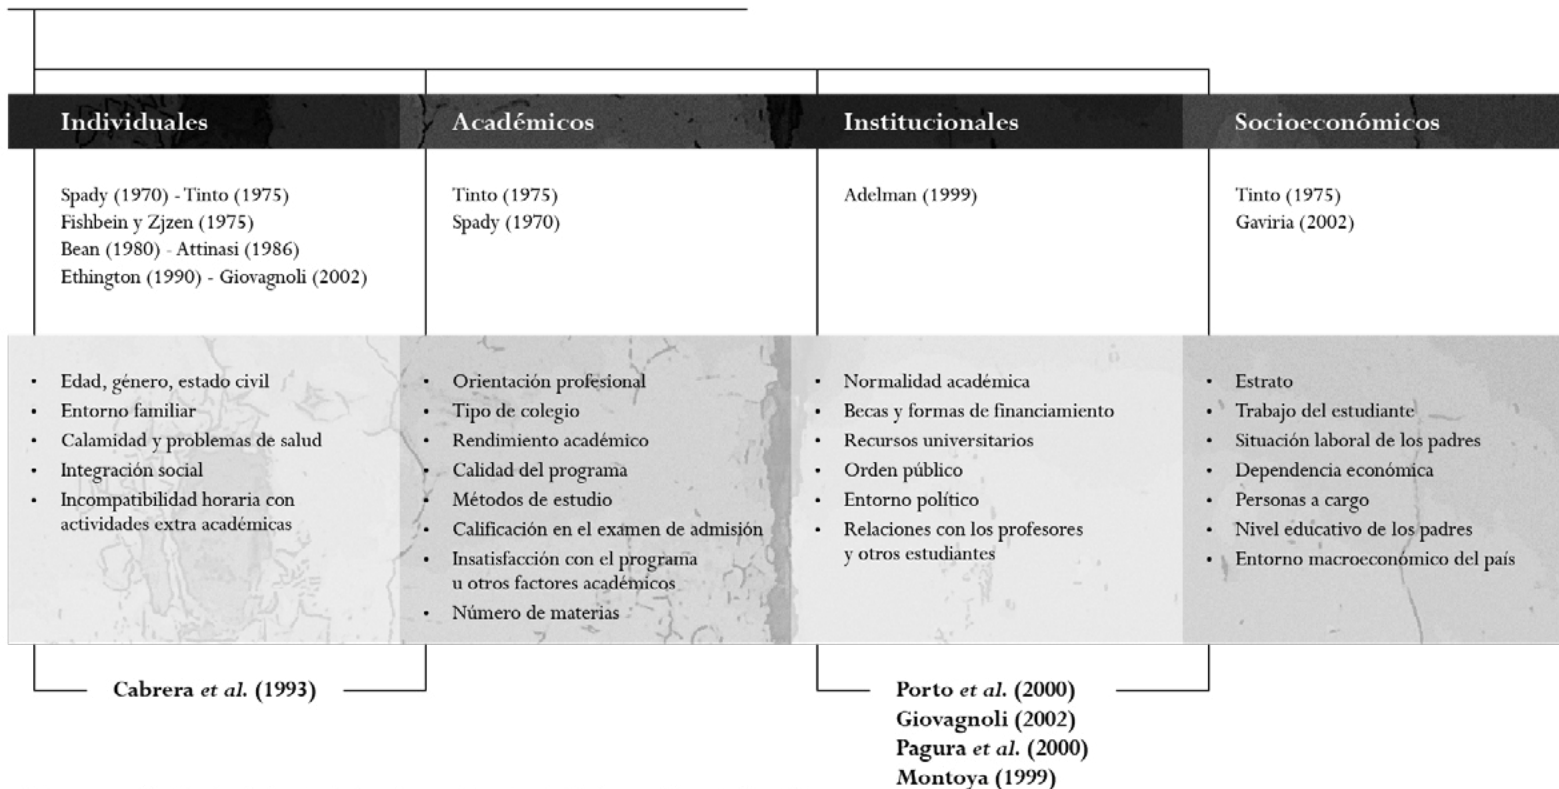 Individuales
Spady (1970) - Tinto (1975)
Fishbein y Zjzen (1975)
Bean (1980) - Attinasi (1986)
Ethington (1990) - Giovagnoli (2002)
• Edad, género, estado civil
• Entorno familiar
• Calamidad y problemas de salud
• Integración social
• Incompatibilidad horaria con
actividades extra académicas
Académicos
Tinto (1975)
Spady (1970)
• Orientación profesional
• Tipo de colegio
• Rendimiento académico
• Calidad del programa
• Métodos de estudio
• Calificación en el examen de admisión
• Insatisfacción con el programa
u otros factores académicos
• Número de materias
Institucionales
Adelman (1999)
• Normalidad académica
• Becas y formas de financiamiento
• Recursos universitarios
• Orden público
• Entorno político
• Relaciones con los profesores
y otros estudiantes
Socioeconómicos
Tinto (1975)
Gaviria (2002)
• Estrato
• Trabajo del estudiante
• Situación laboral de los padres
• Dependencia económica
• Personas a cargo
• Nivel educativo de los padres
• Entorno macroeconómico del país
Cabrera et al. (1993)
Porto et al. (2000)
Giovagnoli (2002)
Pagura et al. (2000)
Montoya (1999)